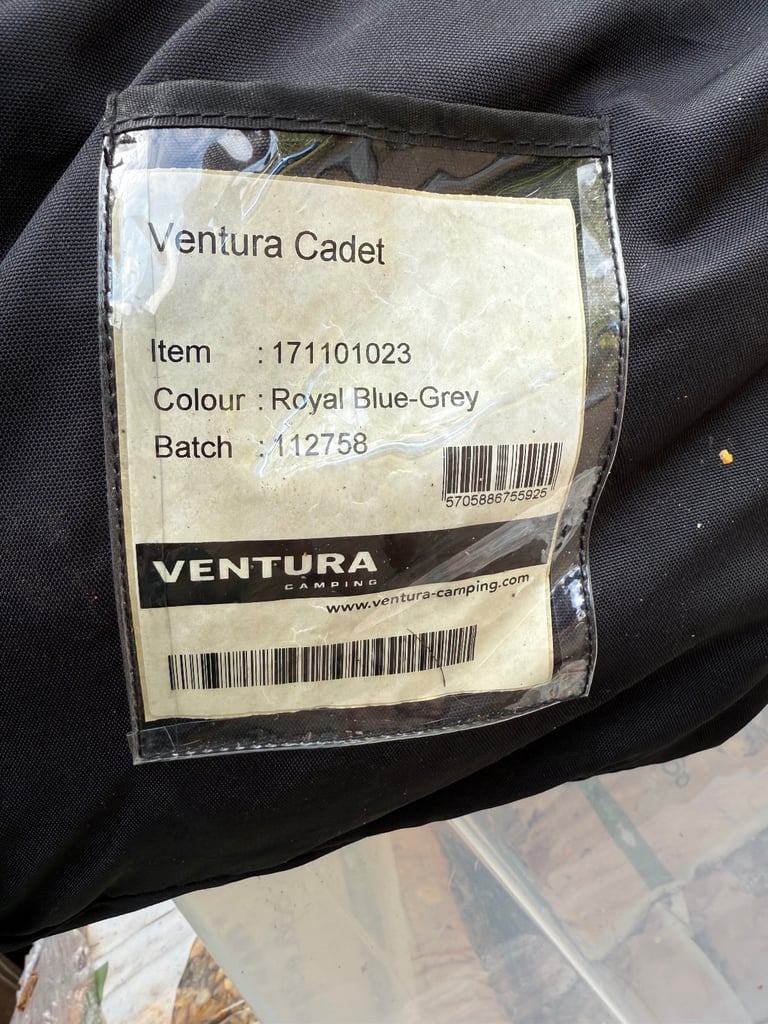 Ventura Cadet
Item : 171101023
Colour : Royal Blue-Grey
Batch : 112758
5705886755925
VENTURA
CAMPING
www.ventura-camping.com